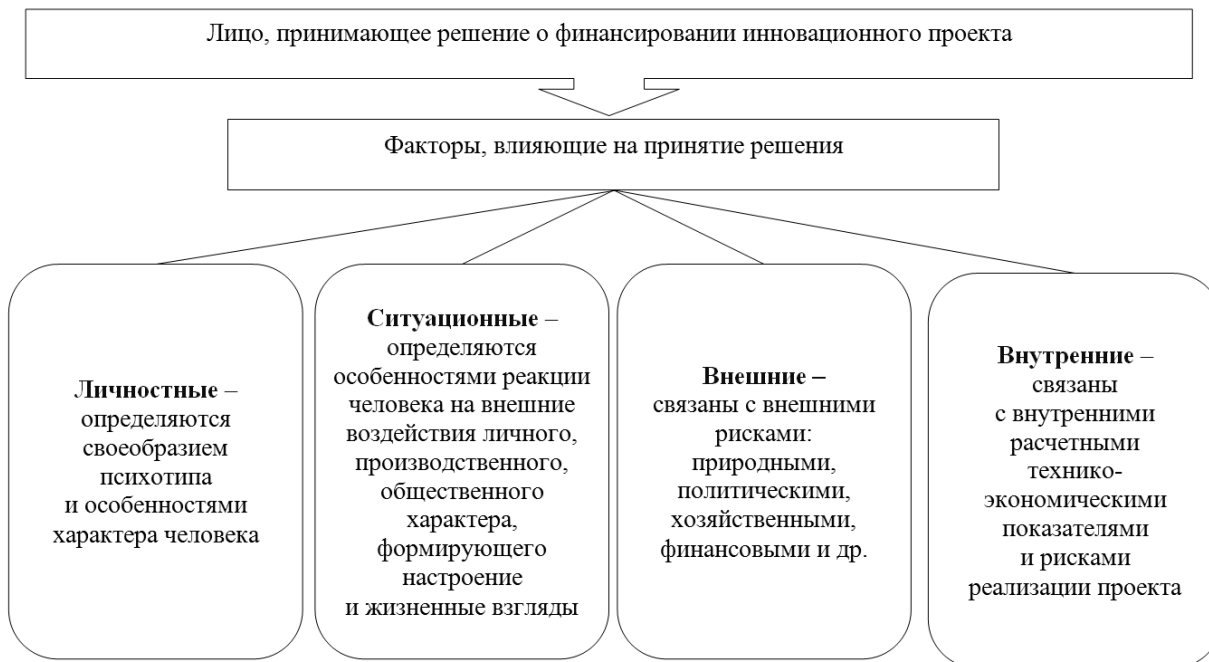 Лицо, принимающее решение о финансировании инновационного проекта
Факторы, влияющие на принятие решения
Личностные –
определяются
своеобразием
психотипа
и особенностями
характера человека
Ситуационные –
определяются
особенностями реакции
человека на внешние
воздействия личного,
производственного,
общественного
характера,
формирующего
настроение
и жизненные взгляды
Внешние –
связаны с внешними
рисками:
природными,
политическими,
хозяйственными,
финансовыми и др.
Внутренние –
связаны
с внутренними
расчетными
технико-
экономическими
показателями
и рисками
реализации проекта